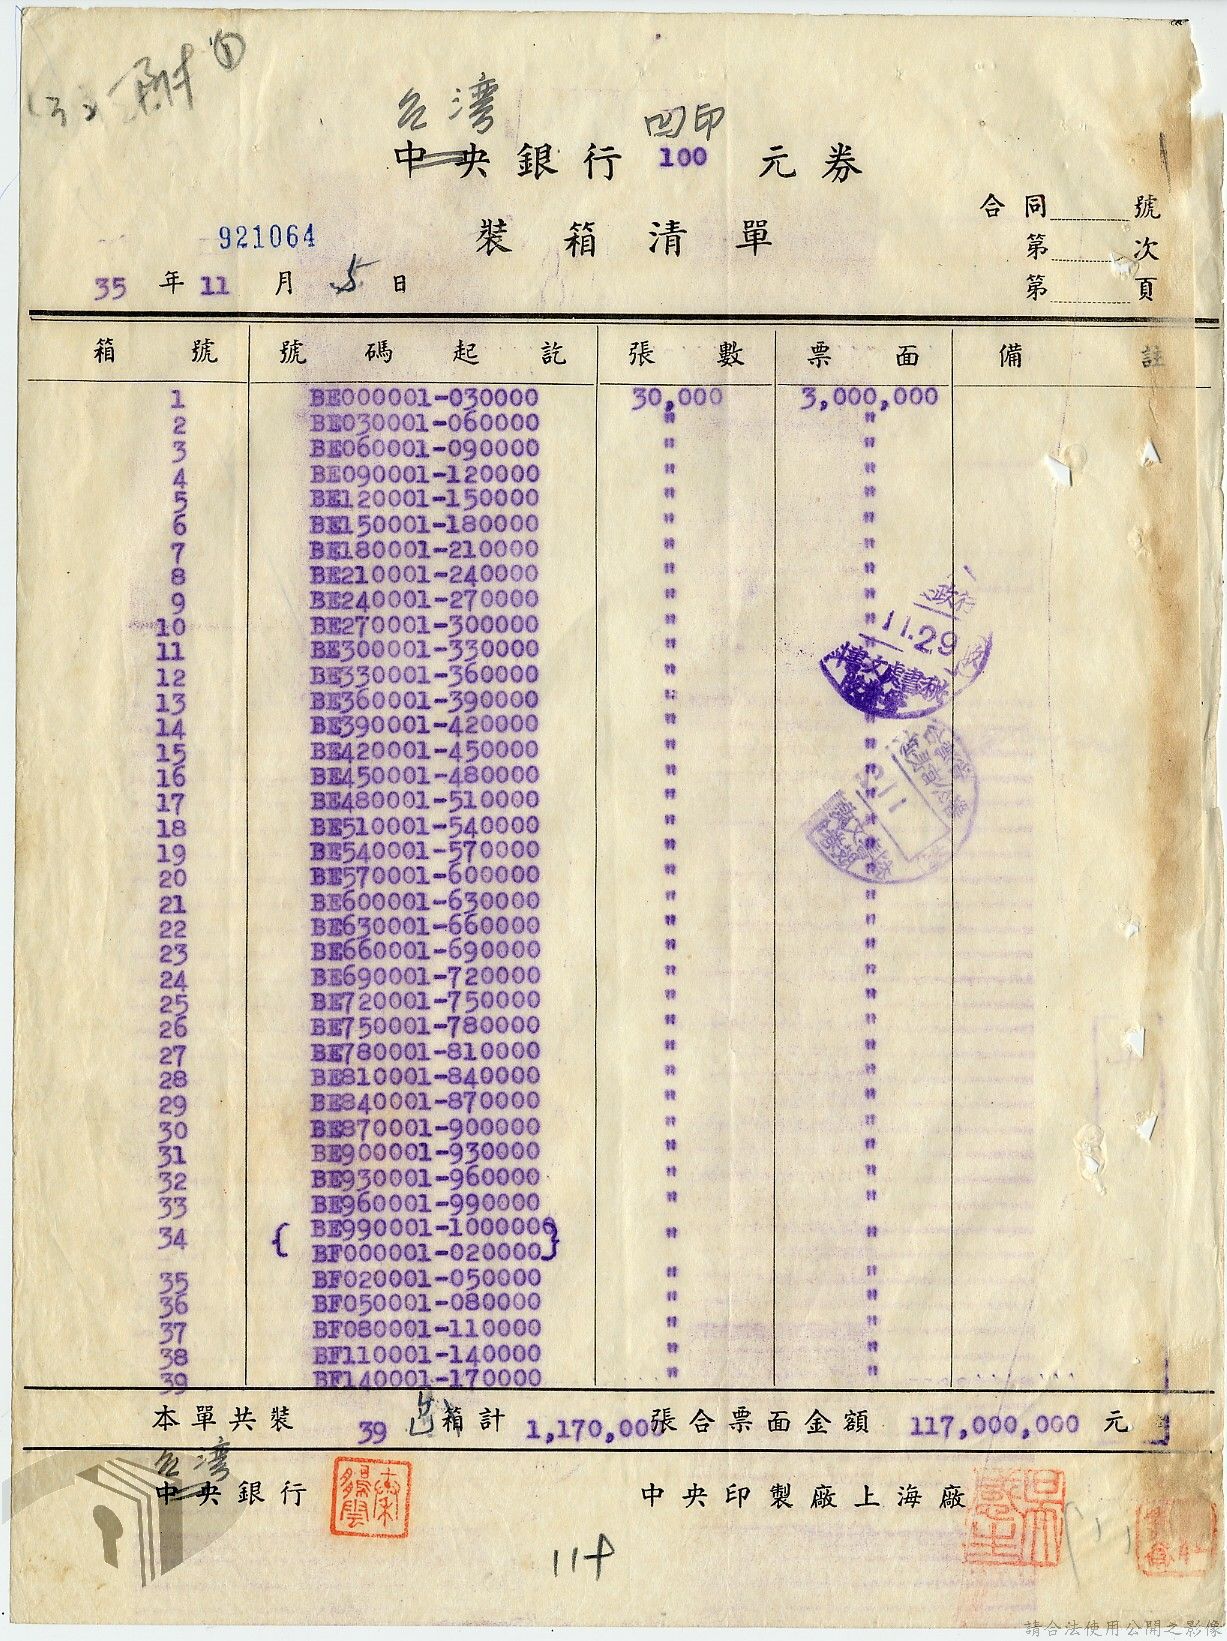 附
台灣 凹印
中央銀行 100 元券
合同 號
921064 裝箱清單
第 次
35 年 11 月 5 日
第 頁
箱號 號碼起訖 張數 票面 備註
1 BE000001-030000 30,000 3,000,000
2 BE030001-060000 " "
3 BE060001-090000 " "
4 BE090001-120000 " "
5 BE120001-150000 " "
6 BE150001-180000 " "
7 BE180001-210000 " "
8 BE210001-240000 " "
9 BE240001-270000 " "
10 BE270001-300000 " "
11 BE300001-330000 " "
12 BE330001-360000 " "
13 BE360001-390000 " "
14 BE390001-420000 " "
15 BE420001-450000 " "
16 BE450001-480000 " "
17 BE480001-510000 " "
18 BE510001-540000 " "
19 BE540001-570000 " "
20 BE570001-600000 " "
21 BE600001-630000 " "
22 BE630001-660000 " "
23 BE660001-690000 " "
24 BE690001-720000 " "
25 BE720001-750000 " "
26 BE750001-780000 " "
27 BE780001-810000 " "
28 BE810001-840000 " "
29 BE840001-870000 " "
30 BE870001-900000 " "
31 BE900001-930000 " "
32 BE930001-960000 " "
33 BE960001-990000 " "
34 { BE990001-1000000 } " "
BF000001-020000
35 BF020001-050000 " "
36 BF050001-080000 " "
37 BF080001-110000 " "
38 BF110001-140000 " "
39 BF140001-170000 " "
11.29
本單共裝 39 箱計 1,170,000張合票面金額 117,000,000 元
台灣
中央銀行 中央印製廠上海廠
請合法使用公開之影像